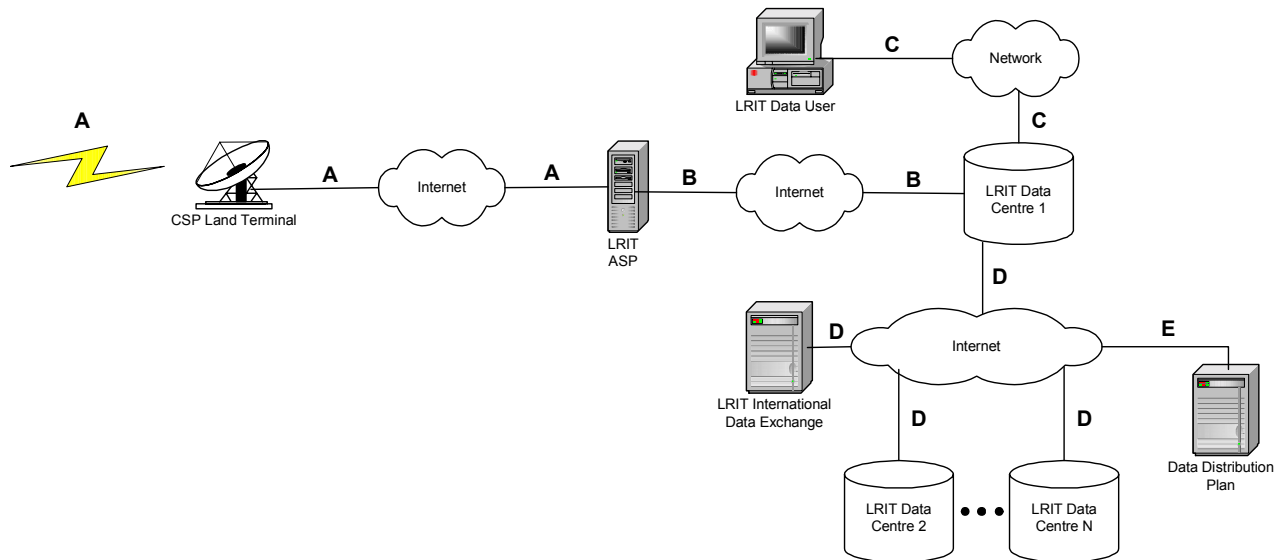 C
Network
LRIT Data User
C
A
A
Internet
A
B
Internet
B
LRIT Data
Centre 1
CSP Land Terminal
LRIT
ASP
D
D
Internet
E
LRIT International
Data Exchange
D
D
Data Distribution
Plan
LRIT Data
Centre 2
LRIT Data
Centre N